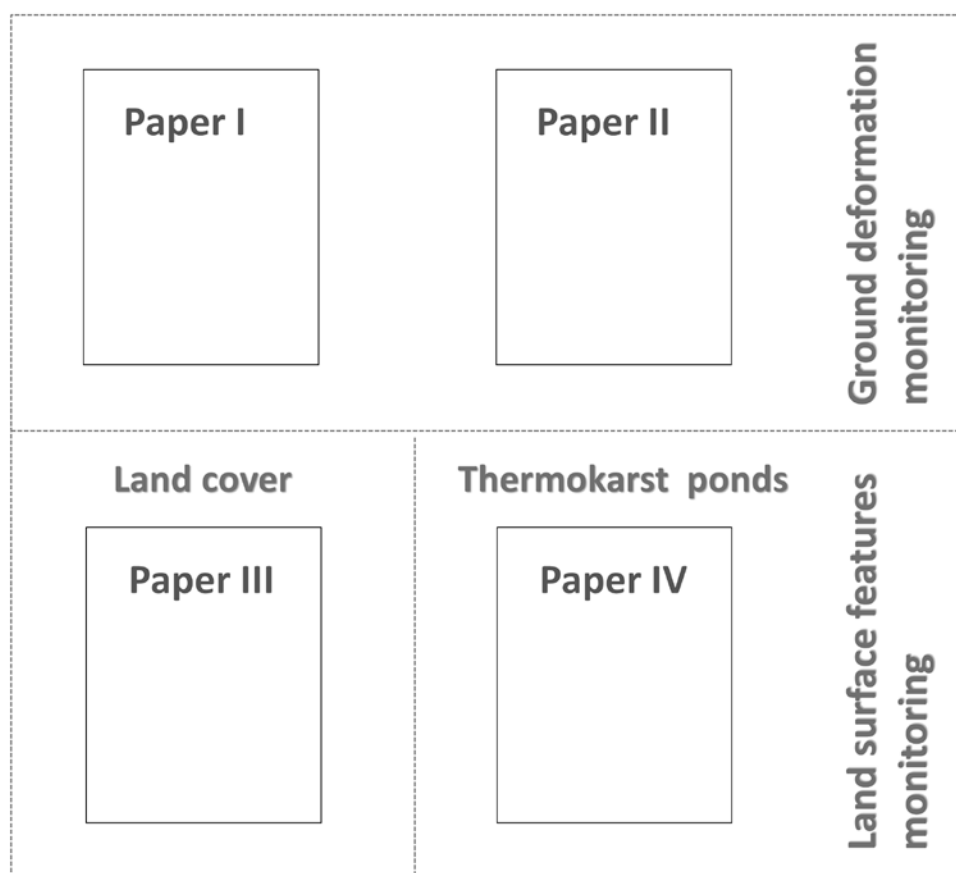 Paper I
Paper II
Ground deformation
monitoring
Land cover
Thermokarst ponds
Paper III
Paper IV
Land surface features
monitoring